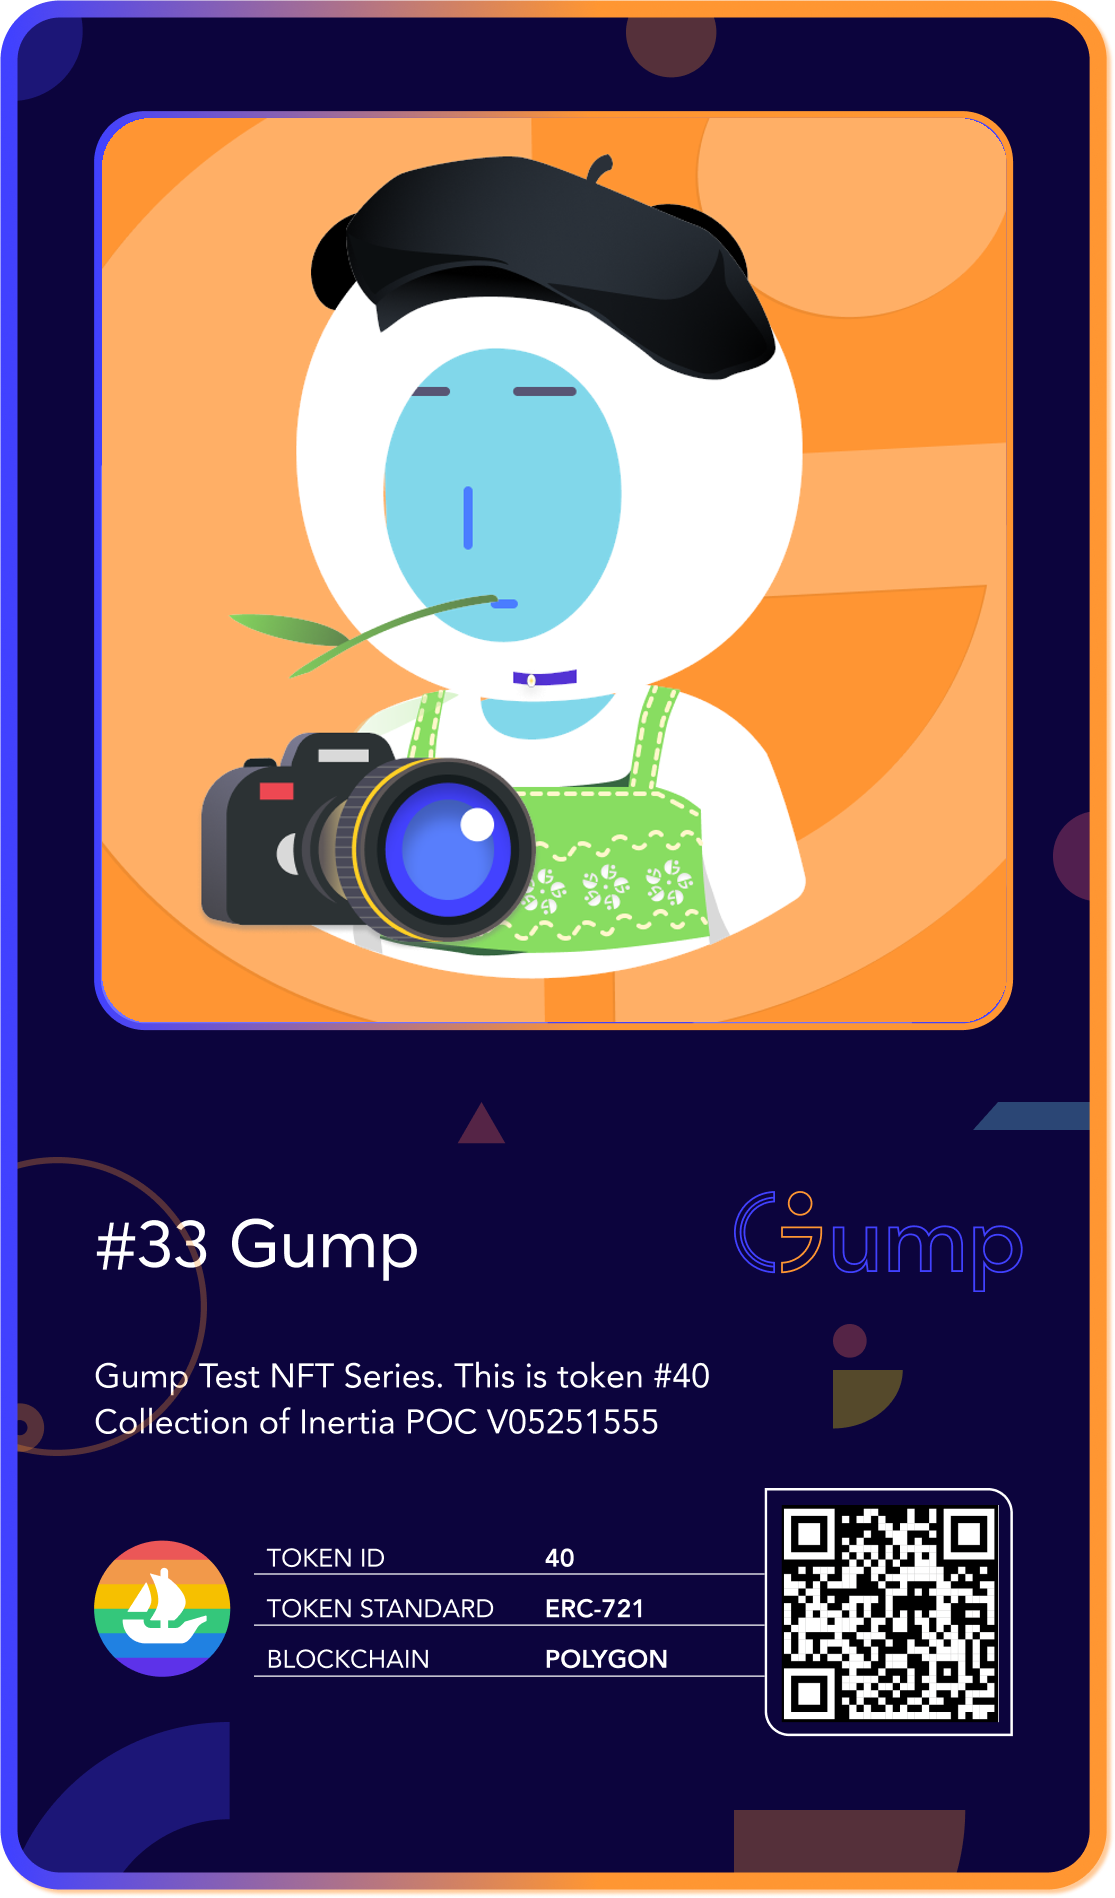 #33 Gump
Gump
Gump Test NFT Series. This is token #40
Collection of Inertia POC V05251555
TOKEN ID 40
TOKEN STANDARD ERC-721
BLOCKCHAIN POLYGON